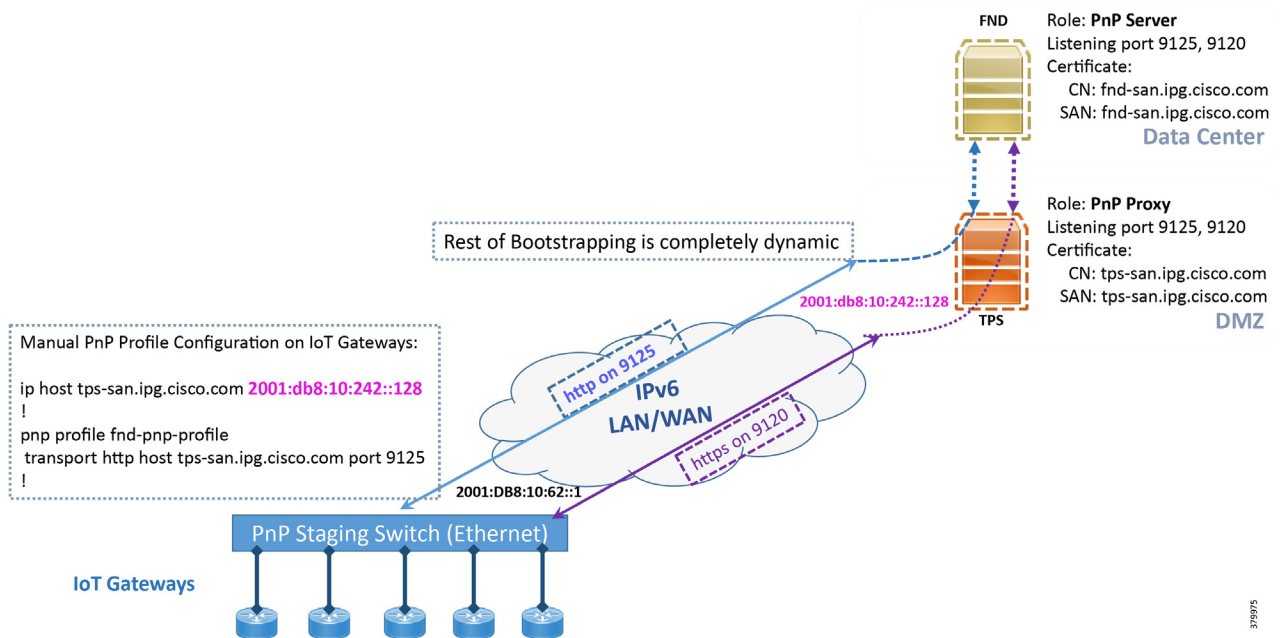 FND
Role: PnP Server
Listening port 9125, 9120
Certificate:
CN: fnd-san.ipg.cisco.com
SAN: fnd-san.ipg.cisco.com
Data Center
Role: PnP Proxy
Listening port 9125, 9120
Certificate:
CN: tps-san.ipg.cisco.com
SAN: tps-san.ipg.cisco.com
DMZ
TPS
Rest of Bootstrapping is completely dynamic
2001:db8:10:242::128
Manual PnP Profile Configuration on IoT Gateways:
ip host tps-san.ipg.cisco.com 2001:db8:10:242::128
!
pnp profile fnd-pnp-profile
transport http host tps-san.ipg.cisco.com port 9125
!
http on 9125
IPv6
LAN/WAN
https on 9120
2001:DB8:10:62::1
PnP Staging Switch (Ethernet)
IoT Gateways
379975